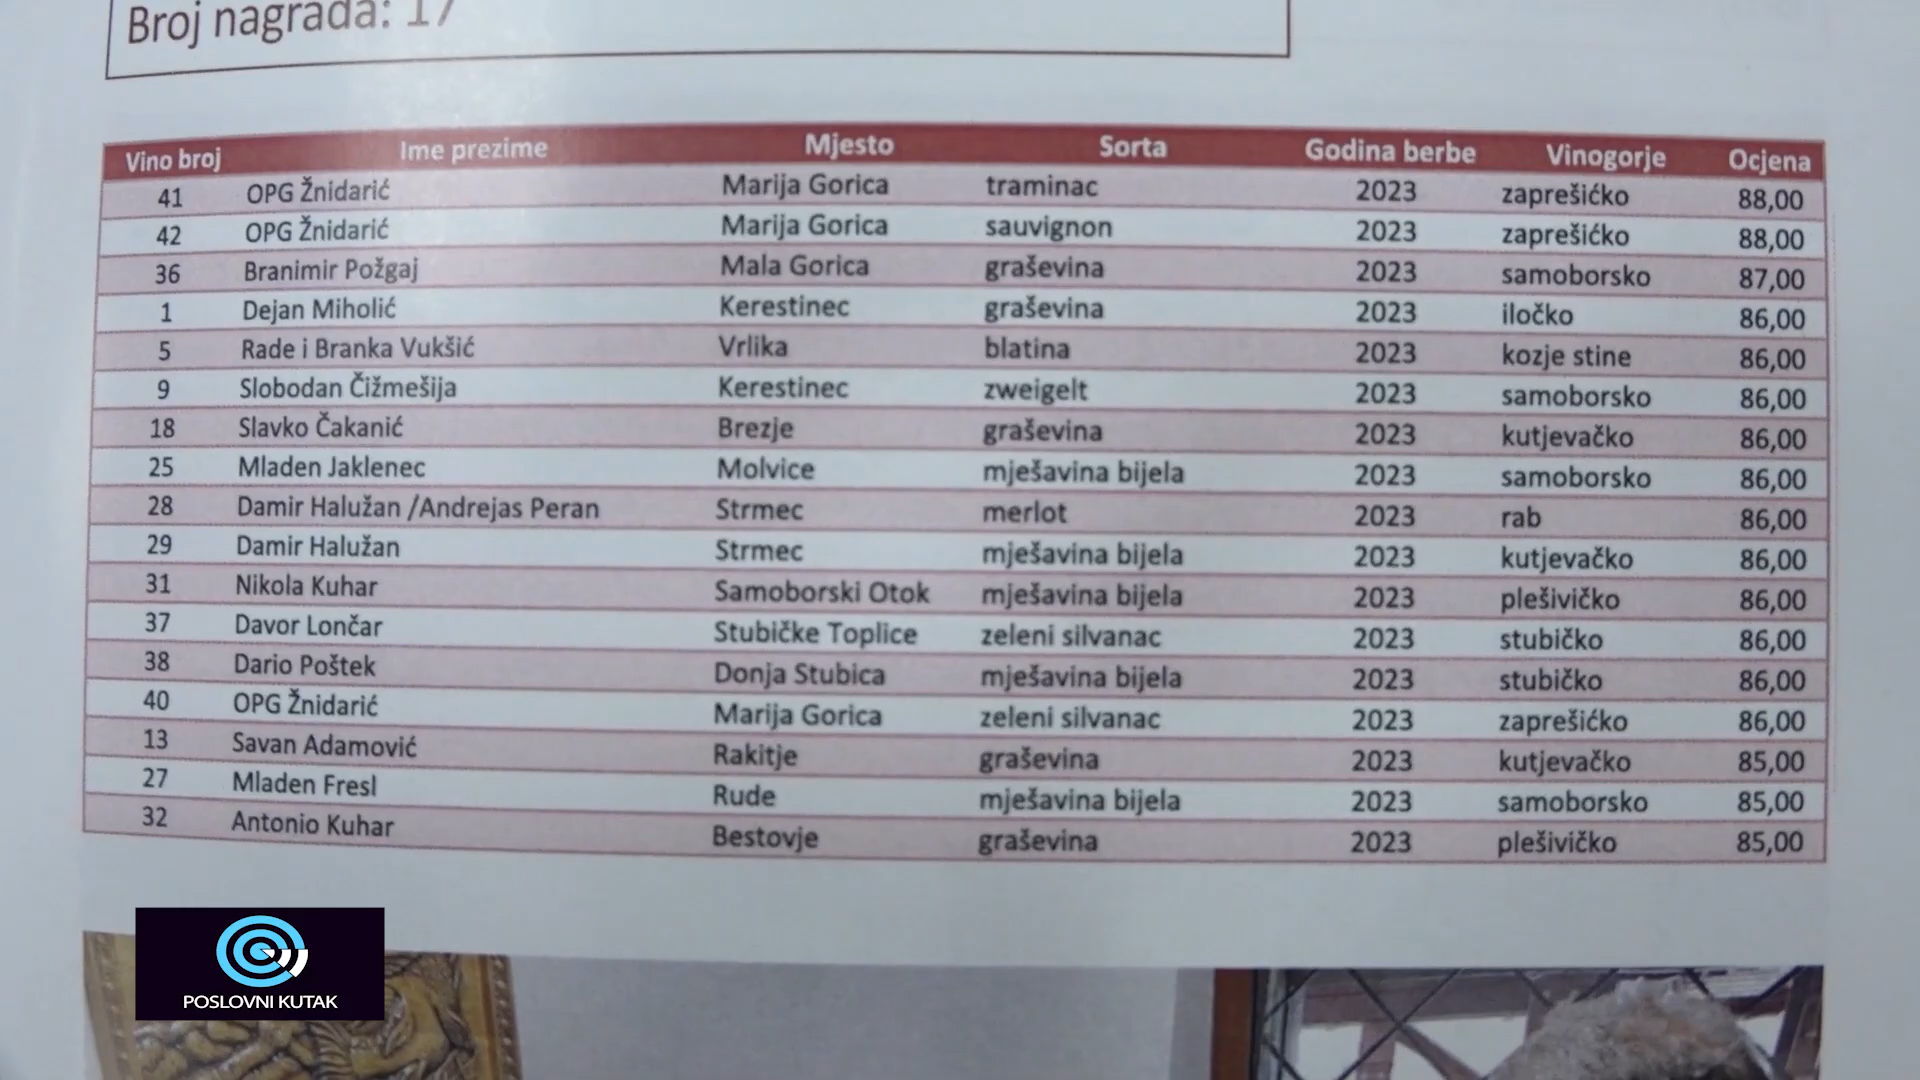 Broj nagrada: 17
Vino broj Ime prezime Mjesto Sorta Godina berbe Vinogorje Ocjena
41 OPG Žnidarić Marija Gorica traminac 2023 zaprešićko 88,00
42 OPG Žnidarić Marija Gorica sauvignon 2023 zaprešićko 88,00
36 Branimir Požgaj Mala Gorica graševina 2023 samoborsko 87,00
1 Dejan Miholić Kerestinec graševina 2023 iločko 86,00
5 Rade i Branka Vukšić Vrlika blatina 2023 kozje stine 86,00
9 Slobodan Čižmešija Kerestinec zweigelt 2023 samoborsko 86,00
18 Slavko Čakanić Brezje graševina 2023 kutjevačko 86,00
25 Mladen Jaklenec Molvice mješavina bijela 2023 samoborsko 86,00
28 Damir Halužan /Andrejas Peran Strmec merlot 2023 rab 86,00
29 Damir Halužan Strmec mješavina bijela 2023 kutjevačko 86,00
31 Nikola Kuhar Samoborski Otok mješavina bijela 2023 plešivičko 86,00
37 Davor Lončar Stubičke Toplice zeleni silvanac 2023 stubičko 86,00
38 Dario Poštek Donja Stubica mješavina bijela 2023 stubičko 86,00
40 OPG Žnidarić Marija Gorica zeleni silvanac 2023 zaprešićko 86,00
13 Savan Adamović Rakitje graševina 2023 kutjevačko 85,00
27 Mladen Fresl Rude mješavina bijela 2023 samoborsko 85,00
32 Antonio Kuhar Bestovje graševina 2023 plešivičko 85,00
POSLOVNI KUTAK